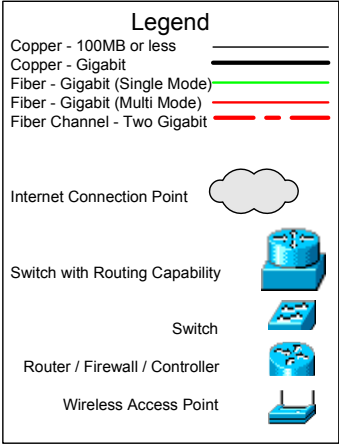 Legend
Copper - 100MB or less
Copper - Gigabit
Fiber - Gigabit (Single Mode)
Fiber - Gigabit (Multi Mode)
Fiber Channel - Two Gigabit
Internet Connection Point
Switch with Routing Capability
Switch
Router / Firewall / Controller
Wireless Access Point